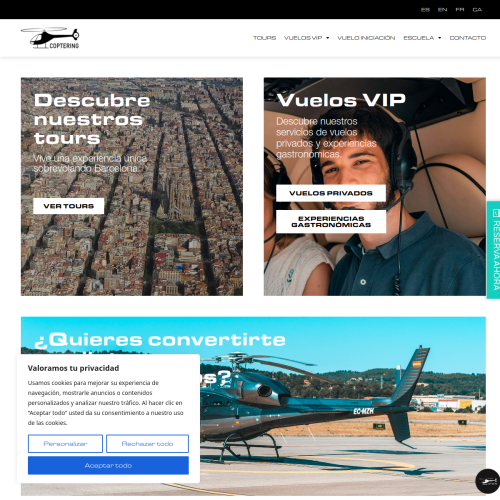 ES EN FR CA
COPTERING
TOURS VUELOS VIP VUELO INICIACIÓN ESCUELA CONTACTO
Descubre
nuestros
tours
Vive una experiencia única
sobrevolando Barcelona.
VER TOURS
Vuelos VIP
Descubre nuestros
servicios de vuelos
privados y experiencias
gastronómicas.
VUELOS PRIVADOS
EXPERIENCIAS
GASTRONÓMICAS
RESERVA AHORA
¿Quieres convertirte
s?
EC-MZH
Valoramos tu privacidad
Usamos cookies para mejorar su experiencia de
navegación, mostrarle anuncios o contenidos
personalizados y analizar nuestro tráfico. Al hacer clic en
"Aceptar todo" usted da su consentimiento a nuestro uso
de las cookies.
Personalizar Rechazar todo
Aceptar todo